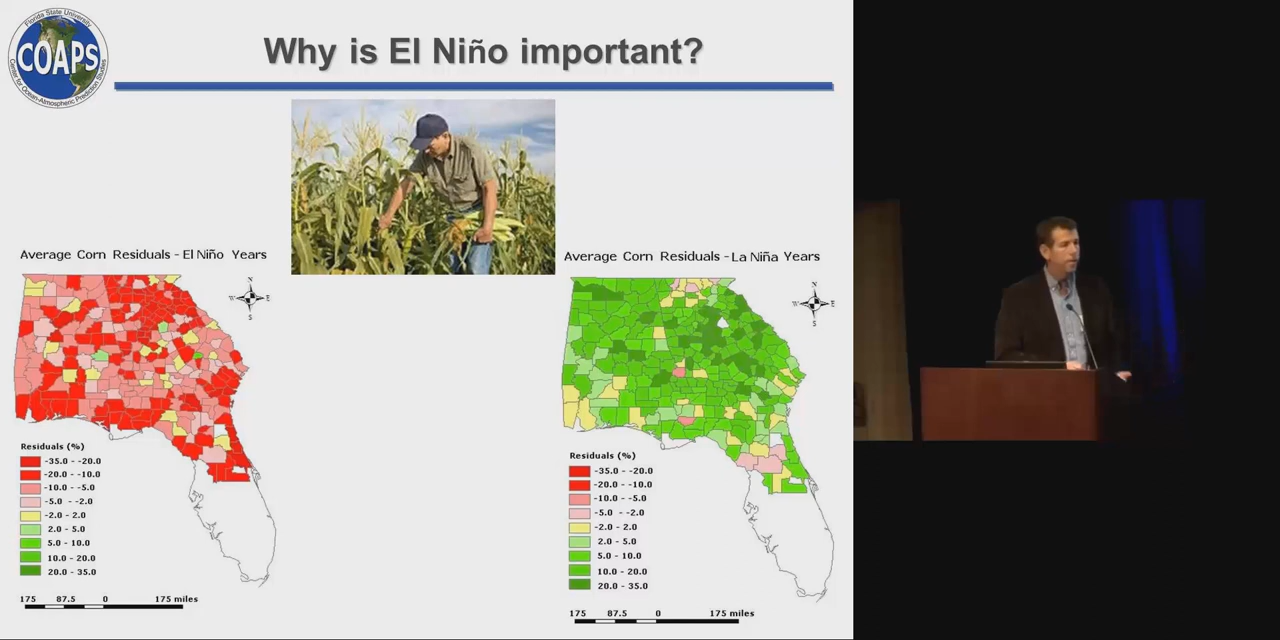 Florida State University
COAPS
Center for Ocean-Atmospheric Prediction Studies
Why is El Niño important?
Average Corn Residuals - El Niño Years
N
W E
S
Residuals (%)
-35.0 - -20.0
-20.0 - -10.0
-10.0 - -5.0
-5.0 - -2.0
-2.0 - 2.0
2.0 - 5.0
5.0 - 10.0
10.0 - 20.0
20.0 - 35.0
175 87.5 0 175 miles
Average Corn Residuals - La Niña Years
N
W E
S
Residuals (%)
-35.0 - -20.0
-20.0 - -10.0
-10.0 - -5.0
-5.0 - -2.0
-2.0 - 2.0
2.0 - 5.0
5.0 - 10.0
10.0 - 20.0
20.0 - 35.0
175 87.5 0 175 miles